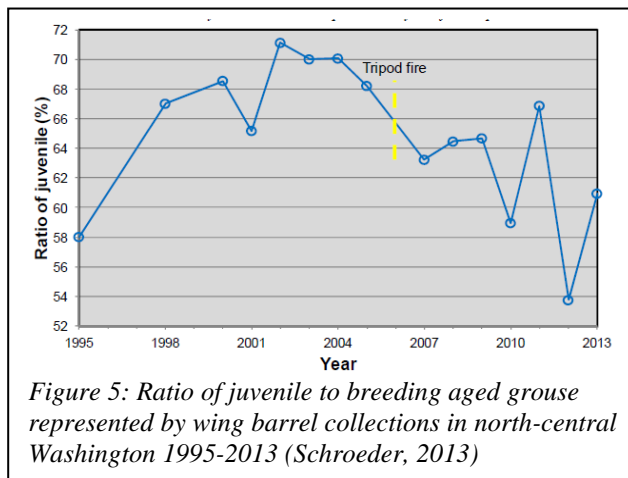 72
70
Tripod fire
68
66
64
62
60
58
56
54
52
Ratio of juvenile (%)
1995 1998 2001 2004 2007 2010 2013
Year
Figure 5: Ratio of juvenile to breeding aged grouse
represented by wing barrel collections in north-central
Washington 1995-2013 (Schroeder, 2013)